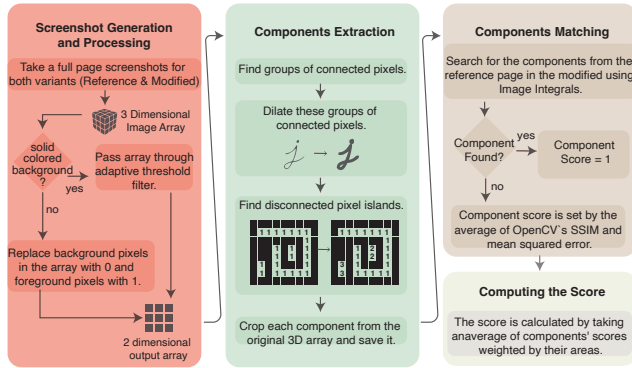 Screenshot Generation
and Processing
Take a full page screenshots for
both variants (Reference & Modified)
3 Dimensional
Image Array
solid
colored
background
?
yes
Pass array through
adaptive threshold
filter.
no
Replace background pixels
in the array with 0 and
foreground pixels with 1.
2 dimensional
output array
Components Extraction
Find groups of connected pixels.
Dilate these groups of
connected pixels.
Find disconnected pixel islands.
Crop each component from the
original 3D array and save it.
Components Matching
Search for the components from the
reference page in the modified using
Image Integrals.
Component
Found?
yes
Component
Score = 1
no
Component score is set by the
average of OpenCV`s SSIM and
mean squared error.
Computing the Score
The score is calculated by taking
anaverage of components' scores
weighted by their areas.